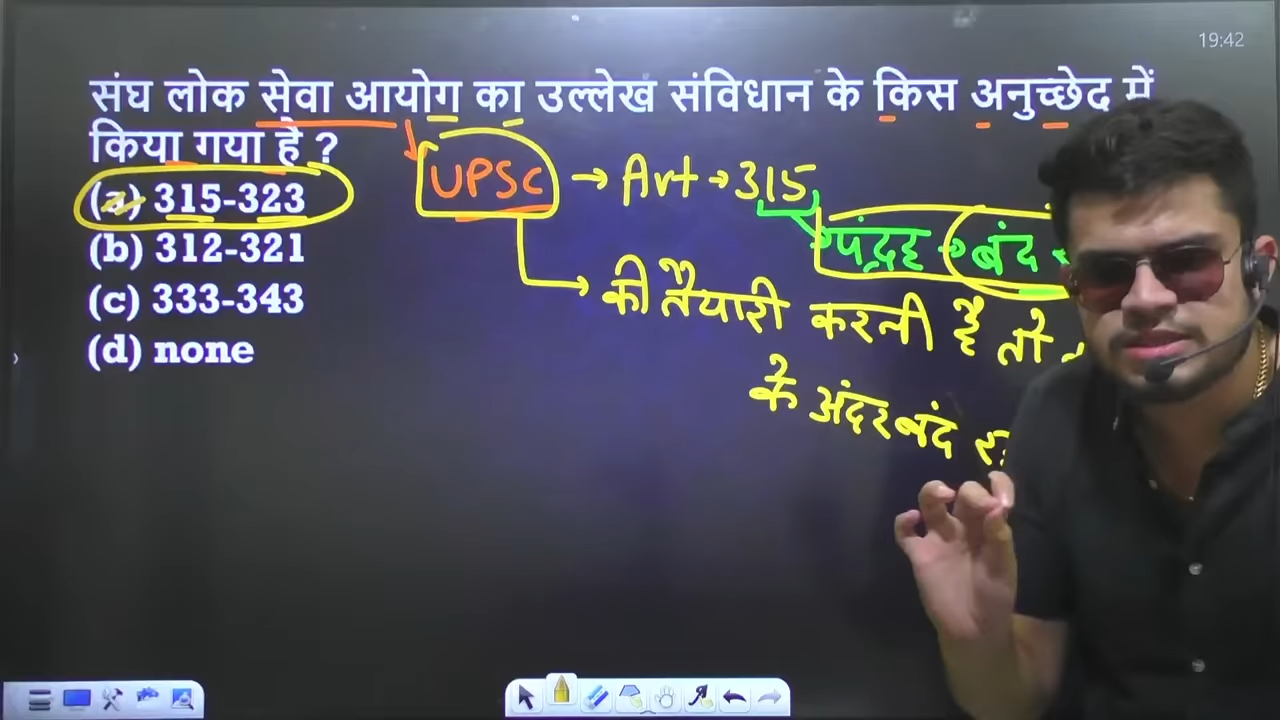 19:42
संघ लोक सेवा आयोग का उल्लेख संविधान के किस अनुच्छेद में
किया गया है ?
(a) 315-323
UPSC → Art → 315
(b) 312-321
पंद्रह → बंद
की तैयारी करनी है तो
(c) 333-343
(d) none
के अंदर बंद